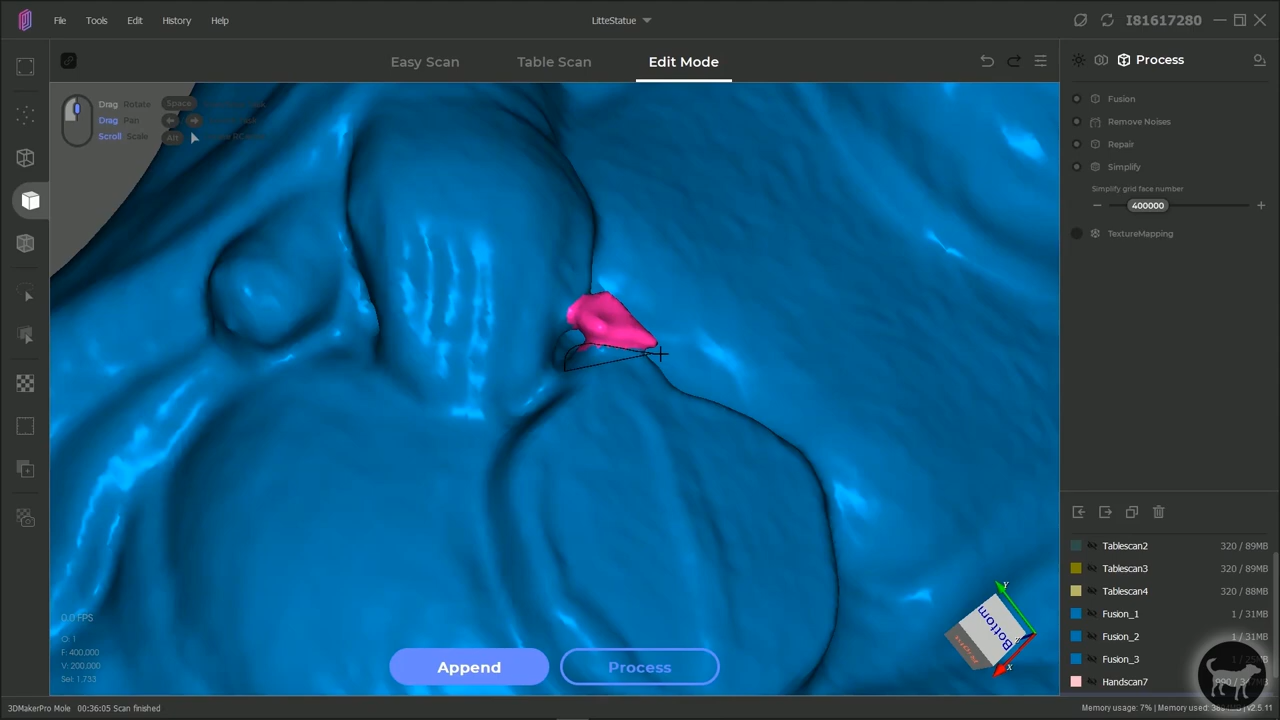 File Tools Edit History Help LitteStatue I81617280
Easy Scan Table Scan Edit Mode Process
Drag Rotate Space
Drag Pan
Scroll Scale Alt
Fusion
Remove Noises
Repair
Simplify
Simplify grid face number
400000
TextureMapping
Tablescan2 320 / 89MB
Tablescan3 320 / 89MB
Tablescan4 320 / 88MB
Fusion_1 1 / 31MB
Fusion_2 1 / 31MB
Fusion_3
Handscan7
0.0 FPS
O: 1
F: 400,000
V: 200,000
Sel: 1,733
Y
Bottom
X
Append Process
3DMakerPro Mole 00:36:05 Scan finished Memory usage: 7% | Memory used: